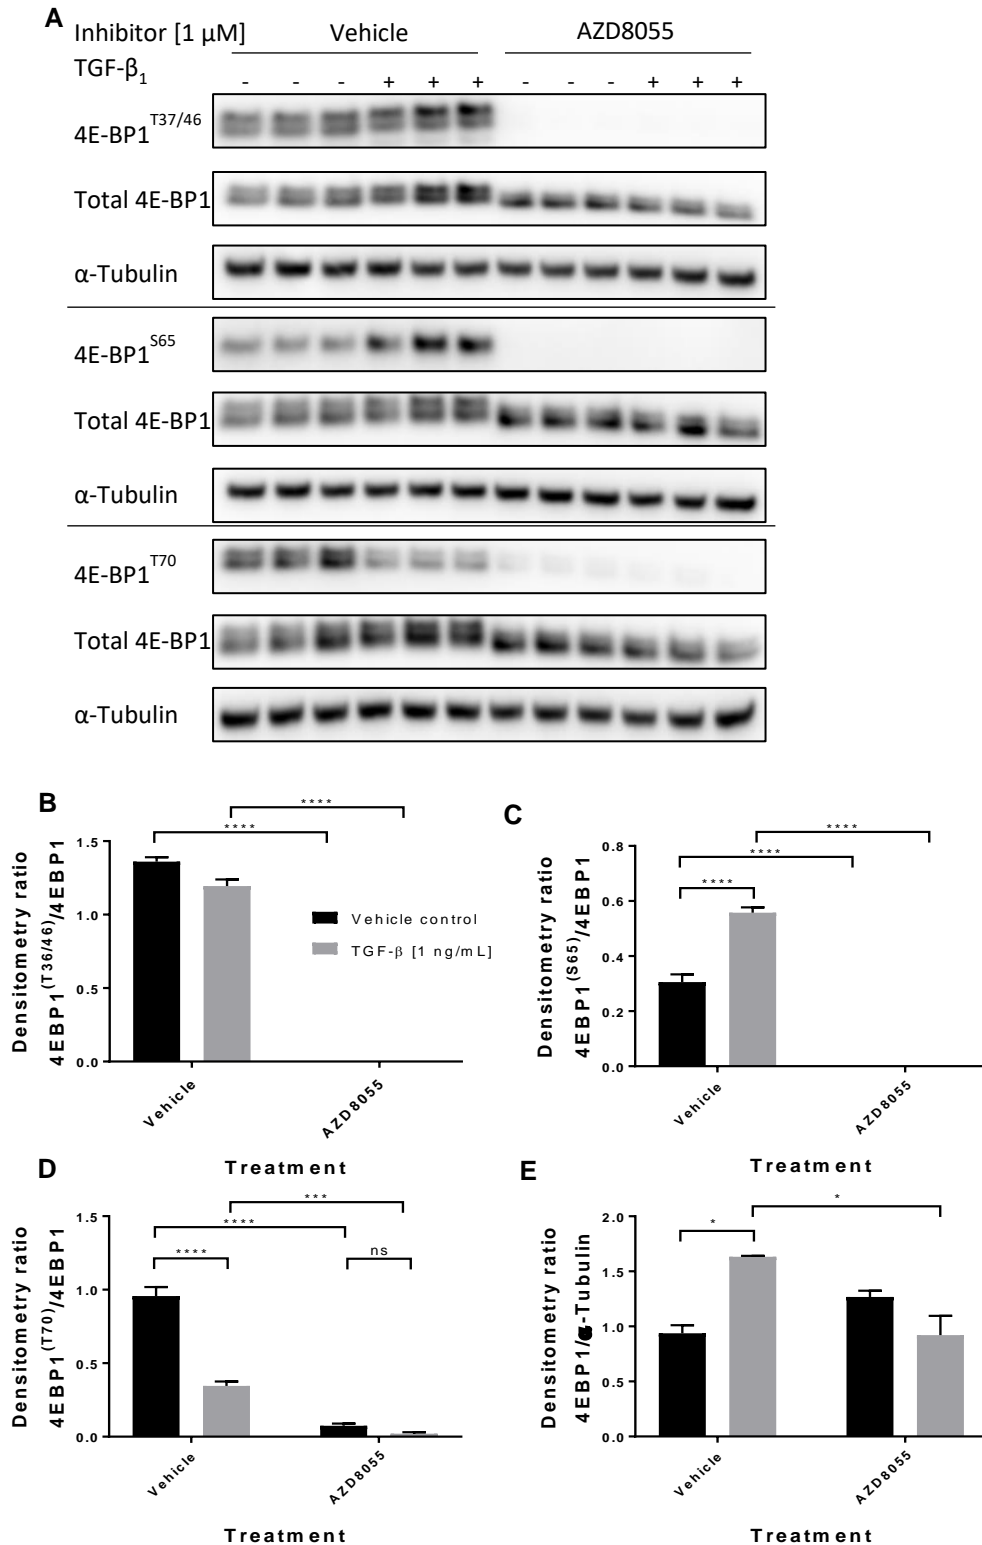 A
Inhibitor [1 µM] Vehicle AZD8055
TGF-β1 - - - + + + - - - + + +
4E-BP1T37/46
Total 4E-BP1
α-Tubulin
4E-BP1S65
Total 4E-BP1
α-Tubulin
4E-BP1T70
Total 4E-BP1
α-Tubulin
B
****
****
Densitometry ratio
4EBP1(T36/46)/4EBP1
1.5
1.0
0.5
0.0
Vehicle control
TGF-β [1 ng/mL]
Vehicle
AZD8055
Treatment
C
****
****
****
Densitometry ratio
4EBP1(S65)/4EBP1
0.8
0.6
0.4
0.2
0.0
Vehicle
AZD8055
Treatment
D
***
****
****
ns
Densitometry ratio
4EBP1(T70)/4EBP1
1.5
1.0
0.5
0.0
Vehicle
AZD8055
Treatment
E
*
*
Densitometry ratio
4EBP1/α-Tubulin
2.0
1.5
1.0
0.5
0.0
Vehicle
AZD8055
Treatment